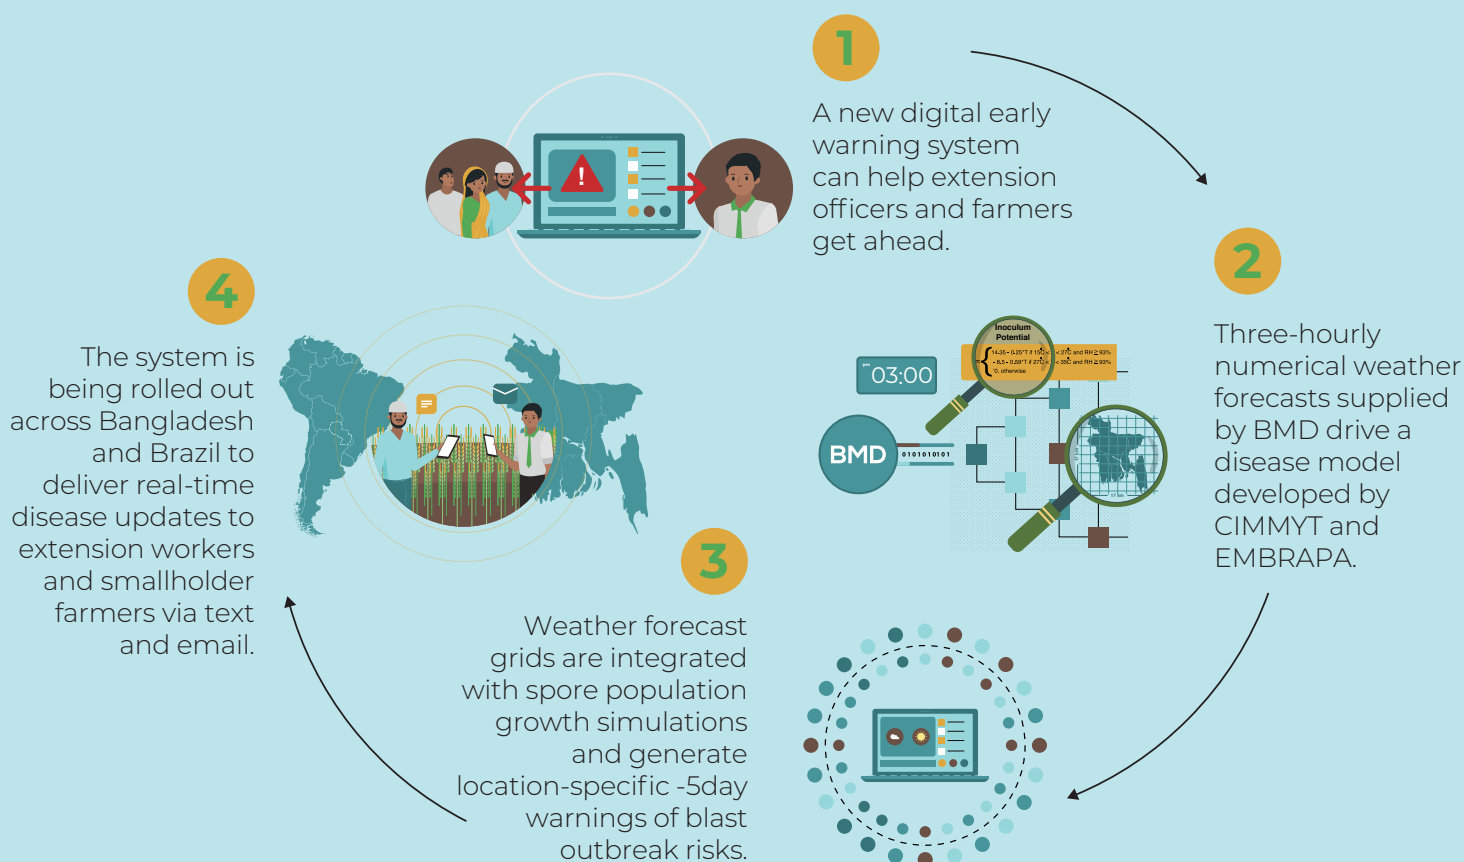 1
A new digital early
warning system
can help extension
officers and farmers
get ahead.
2
Three-hourly
numerical weather
forecasts supplied
by BMD drive a
disease model
developed by
CIMMYT and
EMBRAPA.
Inoculum
Potential
03:00
BMD
0101010101
3
Weather forecast
grids are integrated
with spore population
growth simulations
and generate
location-specific -5day
warnings of blast
outbreak risks.
4
The system is
being rolled out
across Bangladesh
and Brazil to
deliver real-time
disease updates to
extension workers
and smallholder
farmers via text
and email.